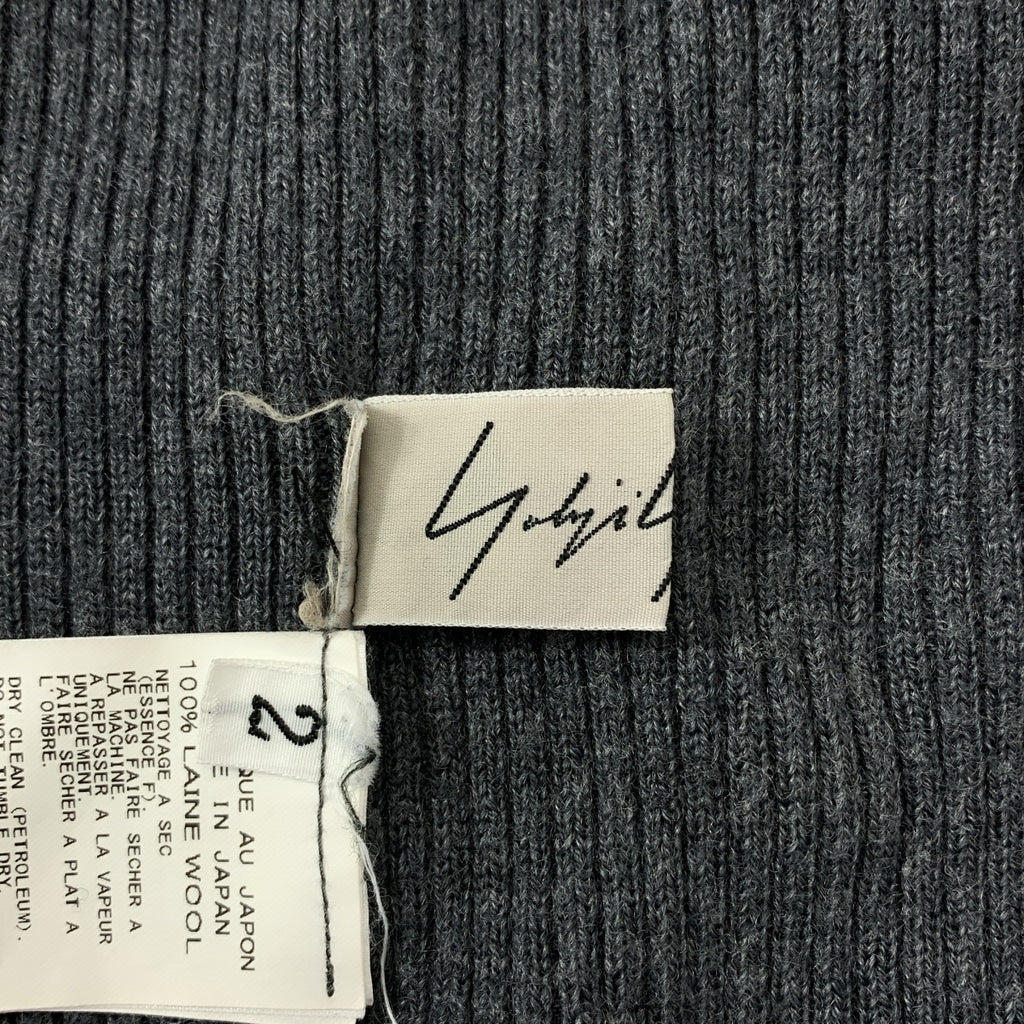 Yohji Y
2
QUE AU JAPON
E IN JAPAN
100% LAINE WOOL
NETTOYAGE A SEC
(ESSENCE F).
NE PAS FAIRE SECHER A
LA MACHINE.
A REPASSER A LA VAPEUR
UNIQUEMENT.
FAIRE SECHER A PLAT A
L'OMBRE.
DRY CLEAN (PETROLEUM).
DO NOT TUMBLE DRY.